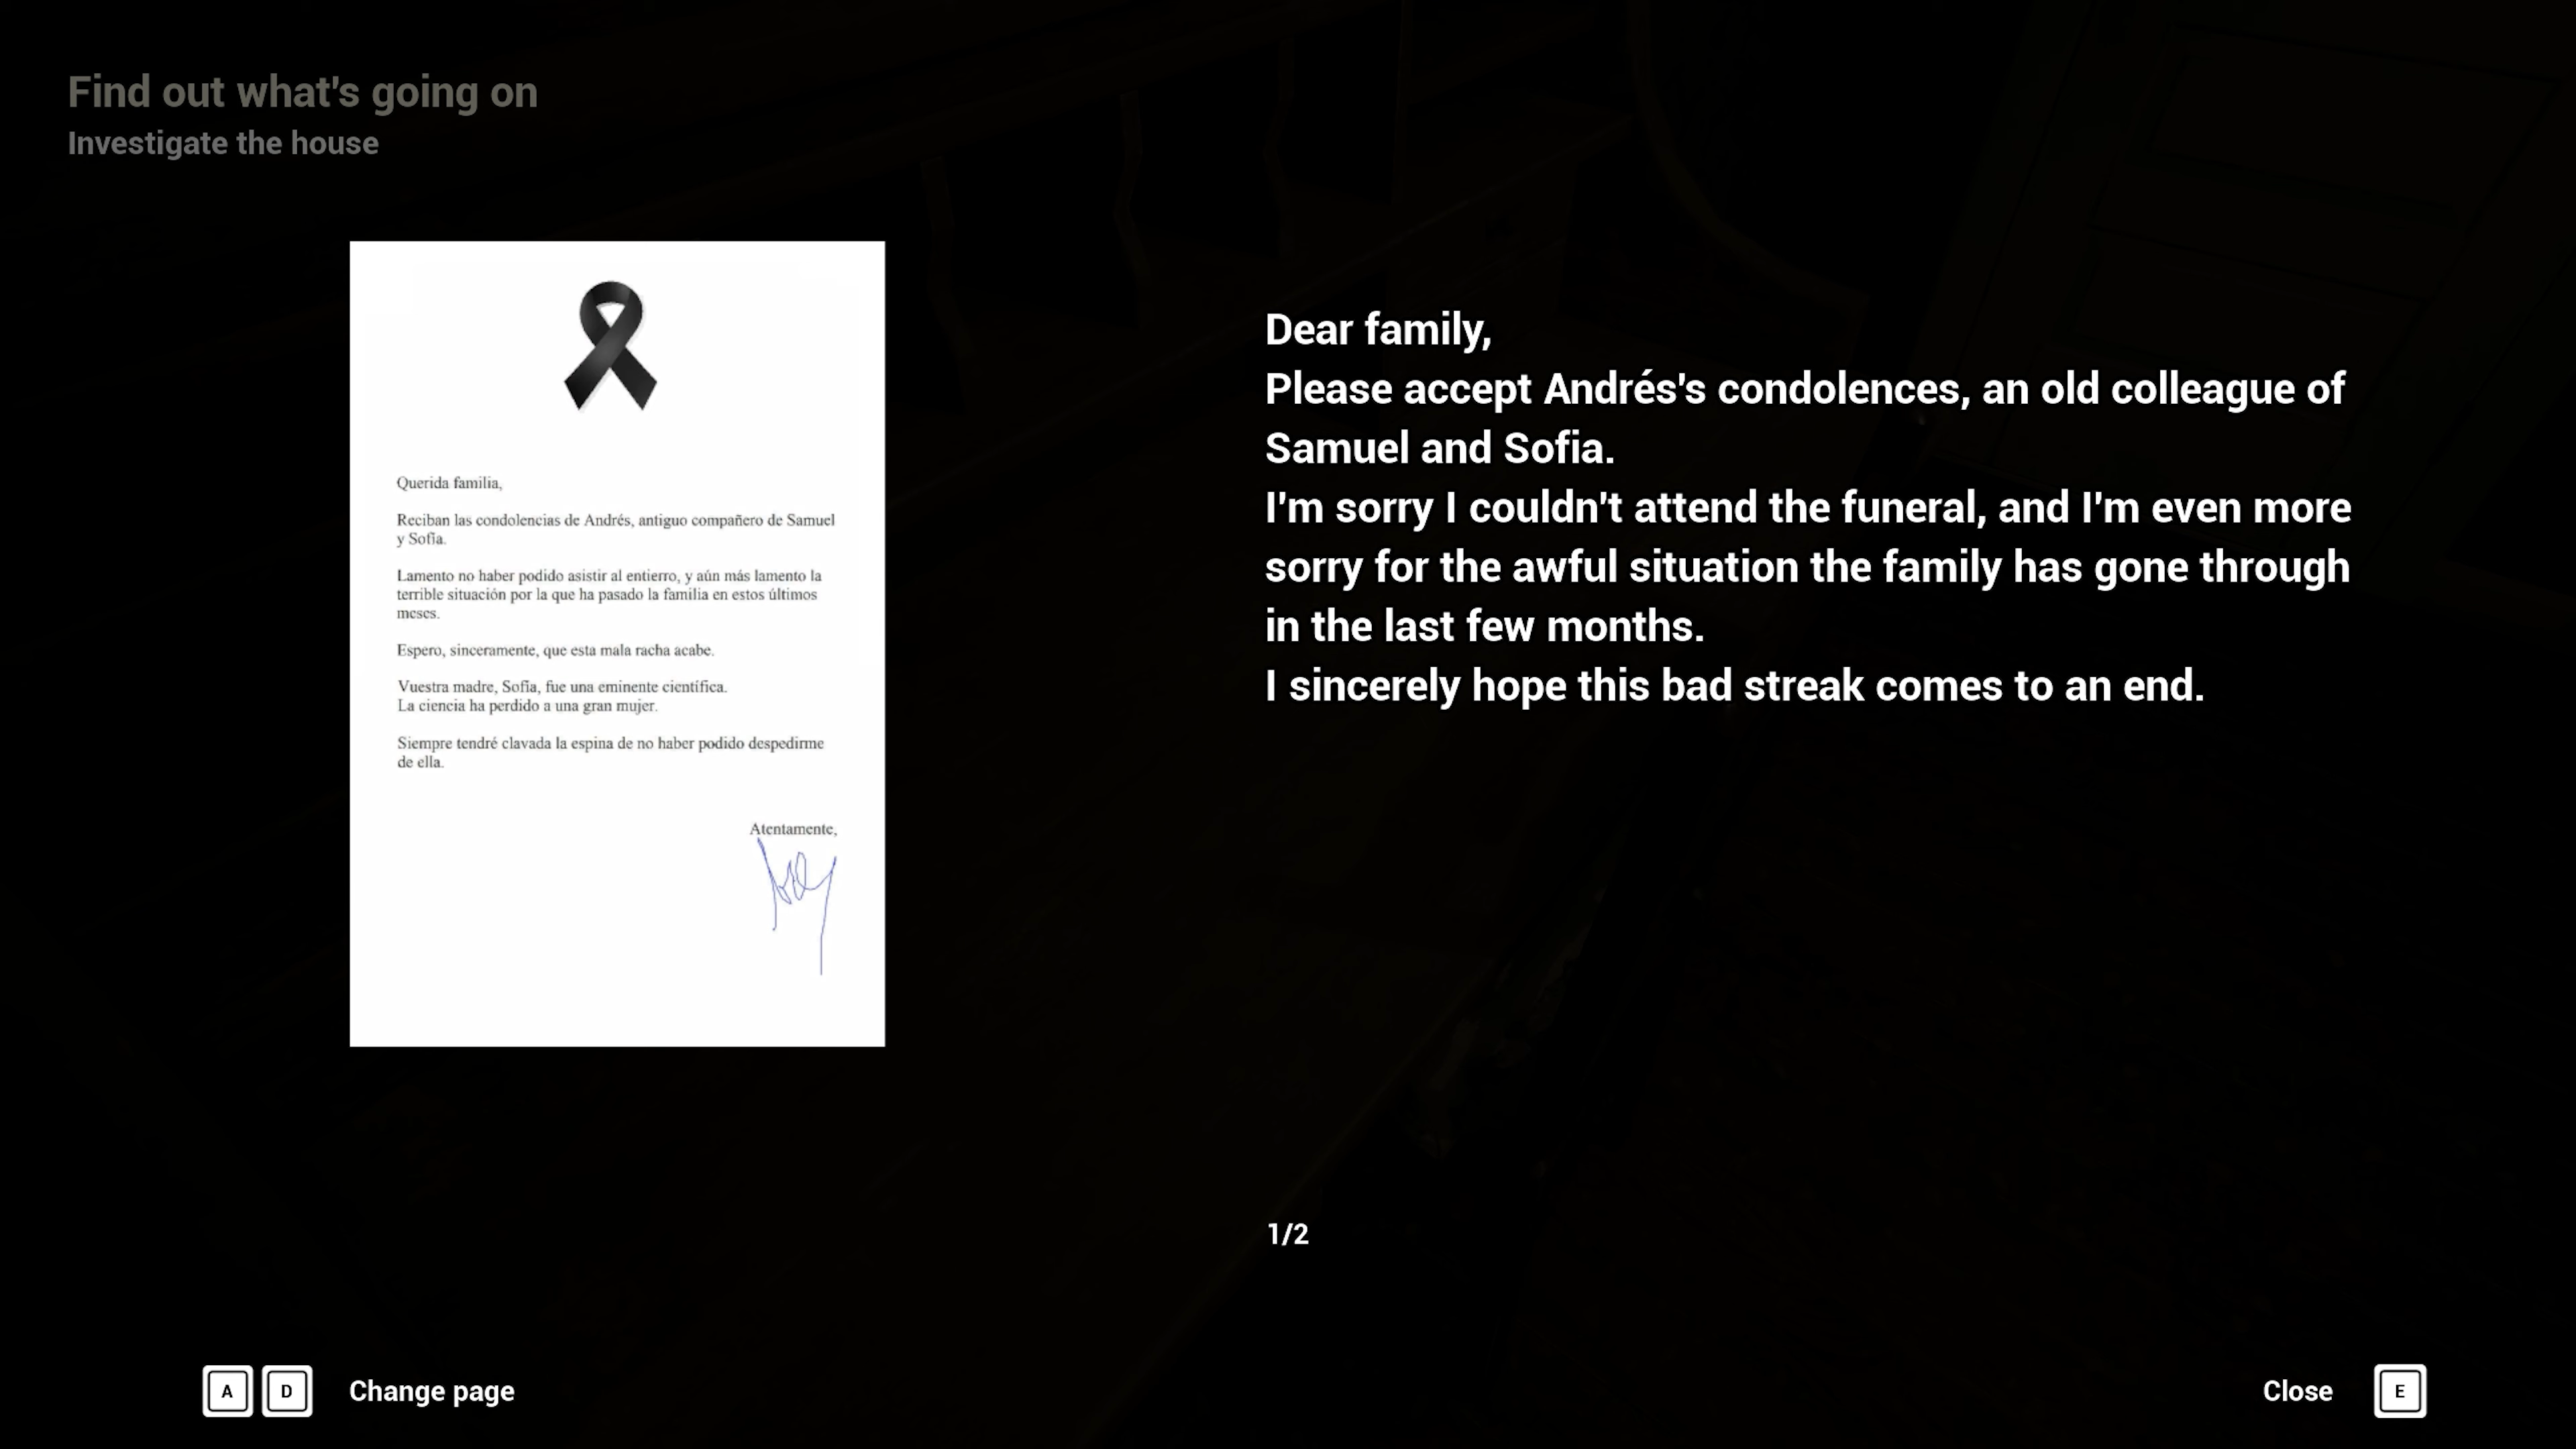 Find out what's going on
Investigate the house
Querida familia,
Reciban las condolencias de Andrés, antiguo compañero de Samuel
y Sofía.
Lamento no haber podido asistir al entierro, y aún más lamento la
terrible situación por la que ha pasado la familia en estos últimos
meses.
Espero, sinceramente, que esta mala racha acabe.
Vuestra madre, Sofía, fue una eminente científica.
La ciencia ha perdido a una gran mujer.
Siempre tendré clavada la espina de no haber podido despedirme
de ella.
Atentamente,
Dear family,
Please accept Andrés's condolences, an old colleague of
Samuel and Sofia.
I'm sorry I couldn't attend the funeral, and I'm even more
sorry for the awful situation the family has gone through
in the last few months.
I sincerely hope this bad streak comes to an end.
1/2
A D Change page
Close E